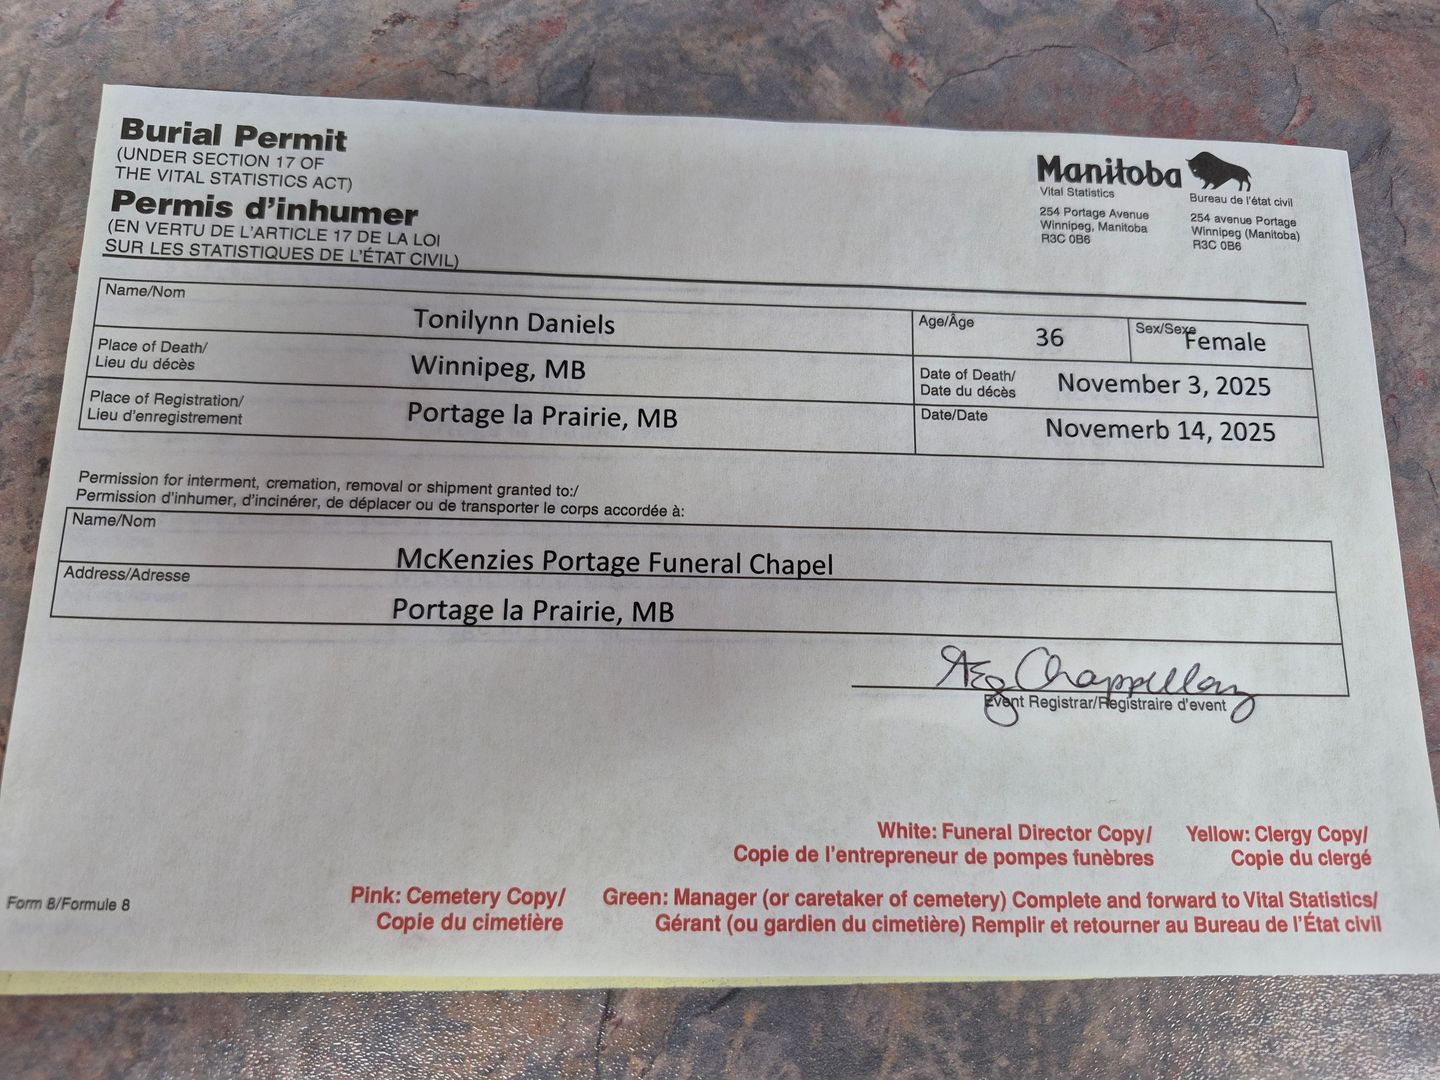 Burial Permit
(UNDER SECTION 17 OF
THE VITAL STATISTICS ACT)
Permis d'inhumer
(EN VERTU DE L'ARTICLE 17 DE LA LOI
SUR LES STATISTIQUES DE L'ÉTAT CIVIL)
Manitoba
Vital Statistics
254 Portage Avenue
Winnipeg, Manitoba
R3C 0B6
Bureau de l'état civil
254 avenue Portage
Winnipeg (Manitoba)
R3C 0B6
Name/Nom
Tonilynn Daniels
Age/Âge
36
Sex/Sexe
Female
Place of Death/
Lieu du décès
Winnipeg, MB
Date of Death/
Date du décès
November 3, 2025
Place of Registration/
Lieu d'enregistrement
Portage la Prairie, MB
Date/Date
Novemerb 14, 2025
Permission for interment, cremation, removal or shipment granted to:/
Permission d'inhumer, d'incinérer, de déplacer ou de transporter le corps accordée à:
Name/Nom
McKenzies Portage Funeral Chapel
Address/Adresse
Portage la Prairie, MB
Event Registrar/Registraire d'event
White: Funeral Director Copy/
Copie de l'entrepreneur de pompes funèbres
Yellow: Clergy Copy/
Copie du clergé
Form 8/Formule 8
Pink: Cemetery Copy/
Copie du cimetière
Green: Manager (or caretaker of cemetery) Complete and forward to Vital Statistics/
Gérant (ou gardien du cimetière) Remplir et retourner au Bureau de l'État civil